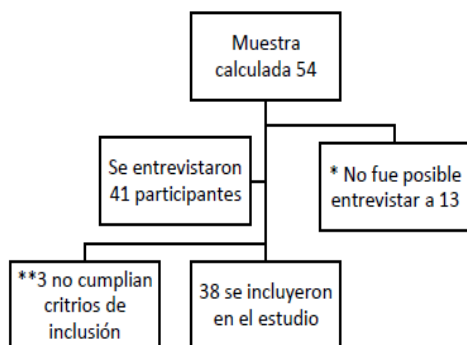 Muestra
calculada 54
Se entrevistaron
41 participantes
* No fue posible
entrevistar a 13
**3 no cumplian
critrios de
inclusión
38 se incluyeron
en el estudio